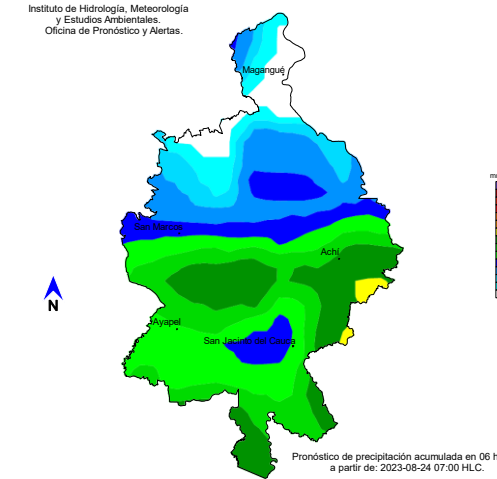 Instituto de Hidrología, Meteorología
y Estudios Ambientales.
Oficina de Pronóstico y Alertas.
Magangué
m
San Marcos
Achí
N
Ayapel
San Jacinto del Cauca
Pronóstico de precipitación acumulada en 06 h
a partir de: 2023-08-24 07:00 HLC.